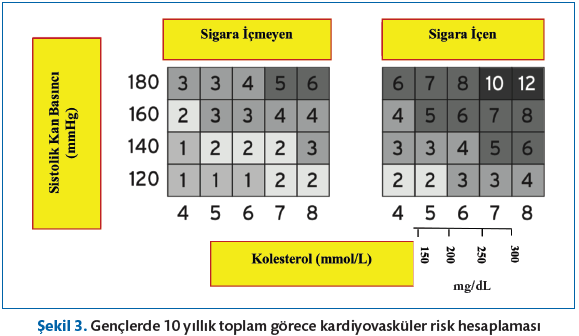 Sigara İçmeyen
Sigara İçen
Sistolik Kan Basıncı
(mmHg)
180 3 3 4 5 6 6 7 8 10 12
160 2 3 3 4 4 4 5 6 7 8
140 1 2 2 2 3 3 3 4 5 6
120 1 1 1 2 2 2 2 3 3 4
4 5 6 7 8 4 5 6 7 8
Kolesterol (mmol/L)
150 200 250 300
mg/dL
Şekil 3. Gençlerde 10 yıllık toplam görece kardiyovasküler risk hesaplaması